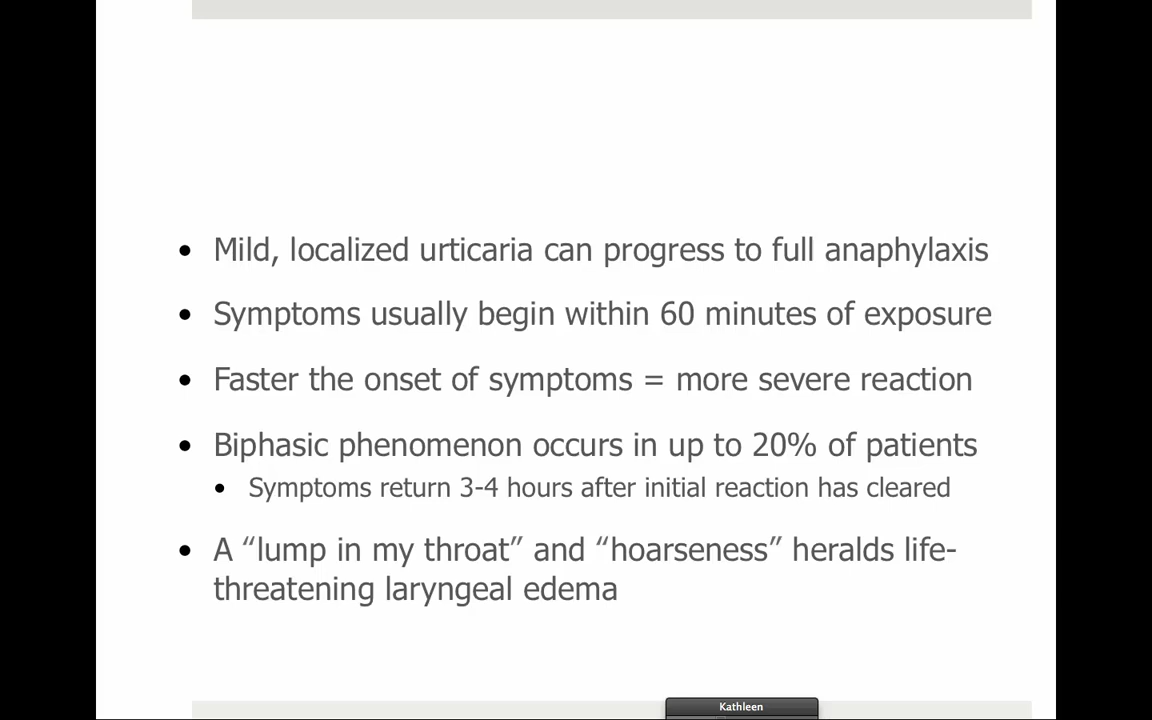 • Mild, localized urticaria can progress to full anaphylaxis
• Symptoms usually begin within 60 minutes of exposure
• Faster the onset of symptoms = more severe reaction
• Biphasic phenomenon occurs in up to 20% of patients
• Symptoms return 3-4 hours after initial reaction has cleared
• A “lump in my throat” and “hoarseness” heralds life-
threatening laryngeal edema
Kathleen